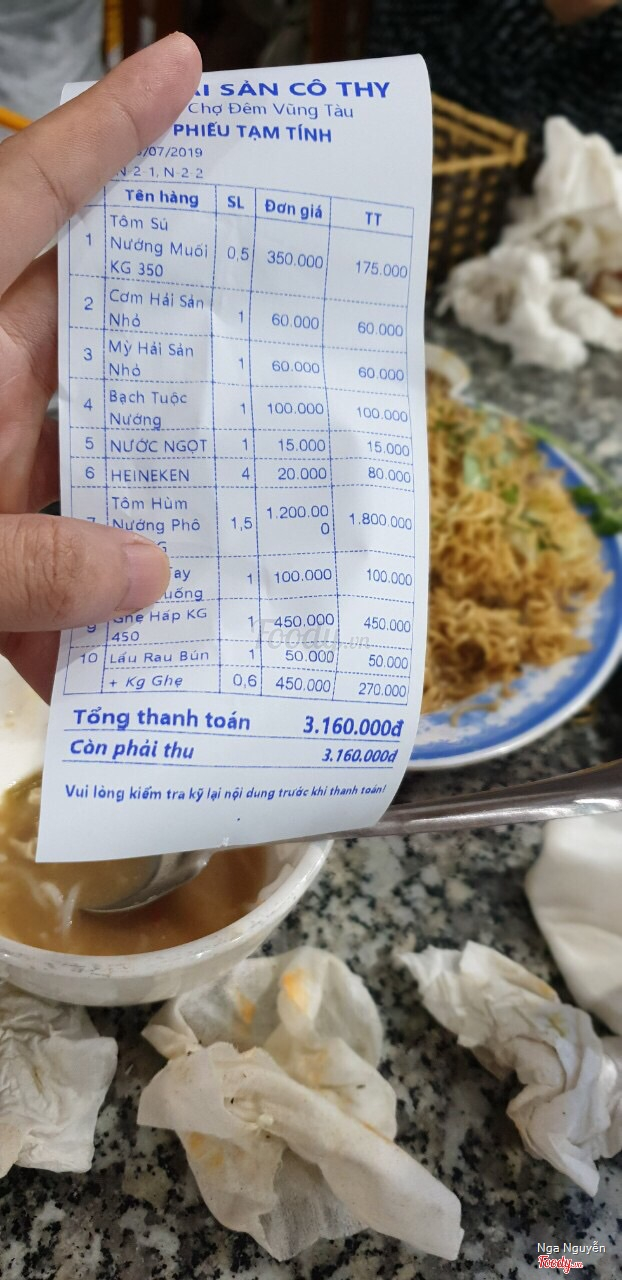 SẢN CÔ THY
Chợ Đêm Vũng Tàu
PHIẾU TẠM TÍNH
/07/2019
N-2-1, N-2-2
Tên hàng SL Đơn giá TT
1 Tôm Sú Nướng Muối KG 350 0,5 350.000 175.000
2 Cơm Hải Sản Nhỏ 1 60.000 60.000
3 Mỳ Hải Sản Nhỏ 1 60.000 60.000
4 Bạch Tuộc Nướng 1 100.000 100.000
5 NƯỚC NGỌT 1 15.000 15.000
6 HEINEKEN 4 20.000 80.000
7 Tôm Hùm Nướng Phô G 1,5 1.200.000 1.800.000
1 100.000 100.000
9 Ghẹ Hấp KG 450 1 450.000 450.000
10 Lẩu Rau Bún 1 50.000 50.000
+ Kg Ghẹ 0,6 450.000 270.000
Tổng thanh toán 3.160.000đ
Còn phải thu 3.160.000đ
Vui lòng kiểm tra kỹ lại nội dung trước khi thanh toán!
Foody.vn
Nga Nguyễn
Foody.vn